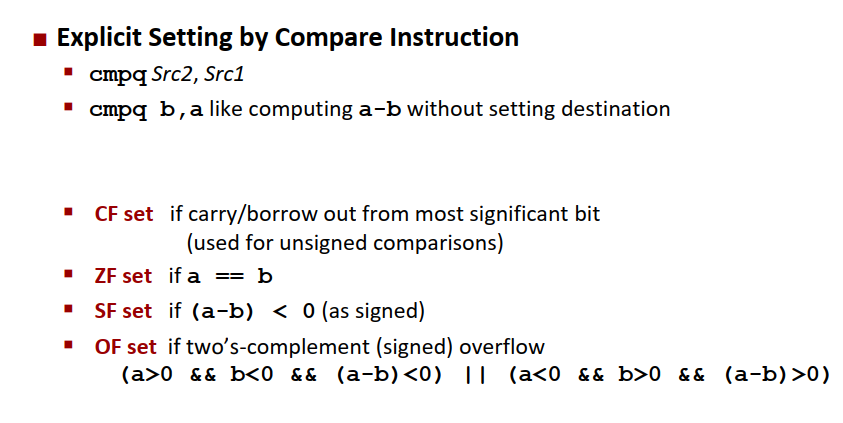 Explicit Setting by Compare Instruction
cmpq Src2, Src1
cmpq b,a like computing a-b without setting destination
CF set if carry/borrow out from most significant bit
(used for unsigned comparisons)
ZF set if a == b
SF set if (a-b) < 0 (as signed)
OF set if two’s-complement (signed) overflow
(a>0 && b<0 && (a-b)<0) || (a<0 && b>0 && (a-b)>0)